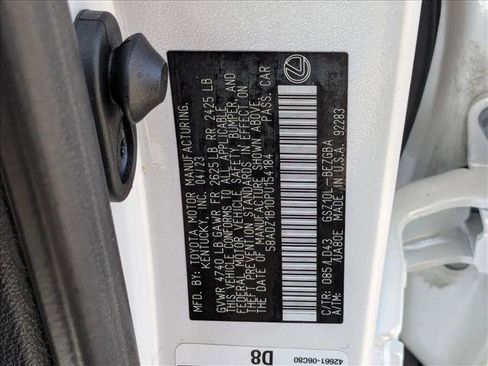 MFD. BY: TOYOTA MOTOR MANUFACTURING.
KENTUCKY, INC. 04/23
GVWR 4740 LB GAWR FR 2625 LB RR 2425 LB
THIS VEHICLE CONFORMS TO ALL APPLICABLE
FEDERAL MOTOR VEHICLE SAFETY, BUMPER, AND
THEFT PREVENTION STANDARDS IN EFFECT ON
THE DATE OF MANUFACTURE SHOWN ABOVE.
58ADZ1B10PU154184 PASS. CAR
C/TR: 085/LD43 GSZ10L-BEZGBA
A/TM: /UA80E MADE IN U.S.A. 92283
42661-06C80
D8